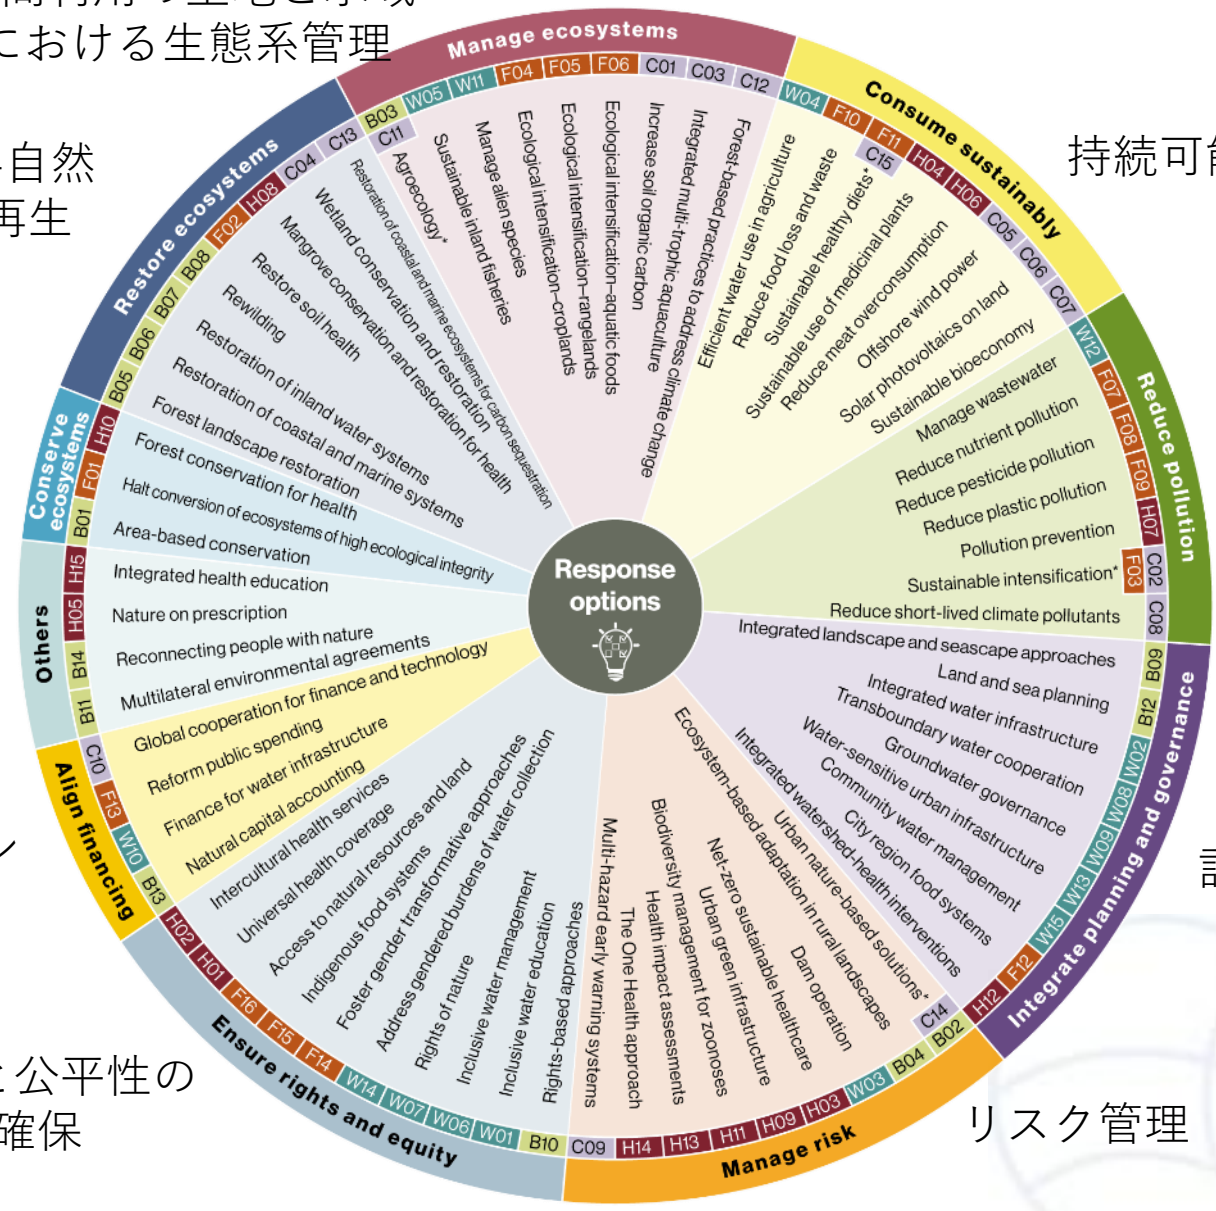 における生態系管理
自然
再生
持続可能
公平性の
確保
リスク管理
Response
options
Manage ecosystems
B03
C11
W05
W11
F04
F05
F06
C01
C03
C12
Agroecology*
Sustainable inland fisheries
Manage alien species
Ecological intensification–croplands
Ecological intensification–rangelands
Ecological intensification–aquatic foods
Increase soil organic carbon
Integrated multi-trophic aquaculture
Forest-based practices to address climate change
Consume sustainably
W04
F10
F11
C15
H04
H06
C05
C06
C07
Efficient water use in agriculture
Reduce food loss and waste
Sustainable healthy diets*
Sustainable use of medicinal plants
Reduce meat overconsumption
Offshore wind power
Solar photovoltaics on land
Sustainable bioeconomy
Reduce pollution
W12
F07
F08
F09
H07
F03
C02
C08
Manage wastewater
Reduce nutrient pollution
Reduce pesticide pollution
Reduce plastic pollution
Pollution prevention
Sustainable intensification*
Reduce short-lived climate pollutants
Integrate planning and governance
B09
B12
W02
W08
W09
W13
W15
F12
H12
Integrated landscape and seascape approaches
Land and sea planning
Integrated water infrastructure
Transboundary water cooperation
Groundwater governance
Water-sensitive urban infrastructure
Community water management
City region food systems
Integrated watershed-health interventions
Manage risk
C14
B02
B04
W03
H03
H09
H11
H13
H14
C09
Urban nature-based solutions*
Ecosystem-based adaptation in rural landscapes
Dam operation
Net-zero sustainable healthcare
Urban green infrastructure
Biodiversity management for zoonoses
Health impact assessments
The One Health approach
Multi-hazard early warning systems
Ensure rights and equity
B10
W01
W06
W07
W14
F14
F15
F16
H01
H02
Rights-based approaches
Inclusive water education
Inclusive water management
Rights of nature
Address gendered burdens of water collection
Foster gender transformative approaches
Indigenous food systems
Access to natural resources and land
Universal health coverage
Intercultural health services
Align financing
B13
W10
F13
C10
Natural capital accounting
Finance for water infrastructure
Reform public spending
Global cooperation for finance and technology
Others
B11
B14
H05
H15
Multilateral environmental agreements
Reconnecting people with nature
Nature on prescription
Integrated health education
Conserve
ecosystems
B01
F01
H10
Area-based conservation
Halt conversion of ecosystems of high ecological integrity
Forest conservation for health
Restore ecosystems
B05
B06
B07
B08
F02
H08
C04
C13
Forest landscape restoration
Restoration of coastal and marine systems
Restoration of inland water systems
Rewilding
Restore soil health
Mangrove conservation and restoration for health
Wetland conservation and restoration
Restoration of coastal and marine ecosystems for carbon sequestration